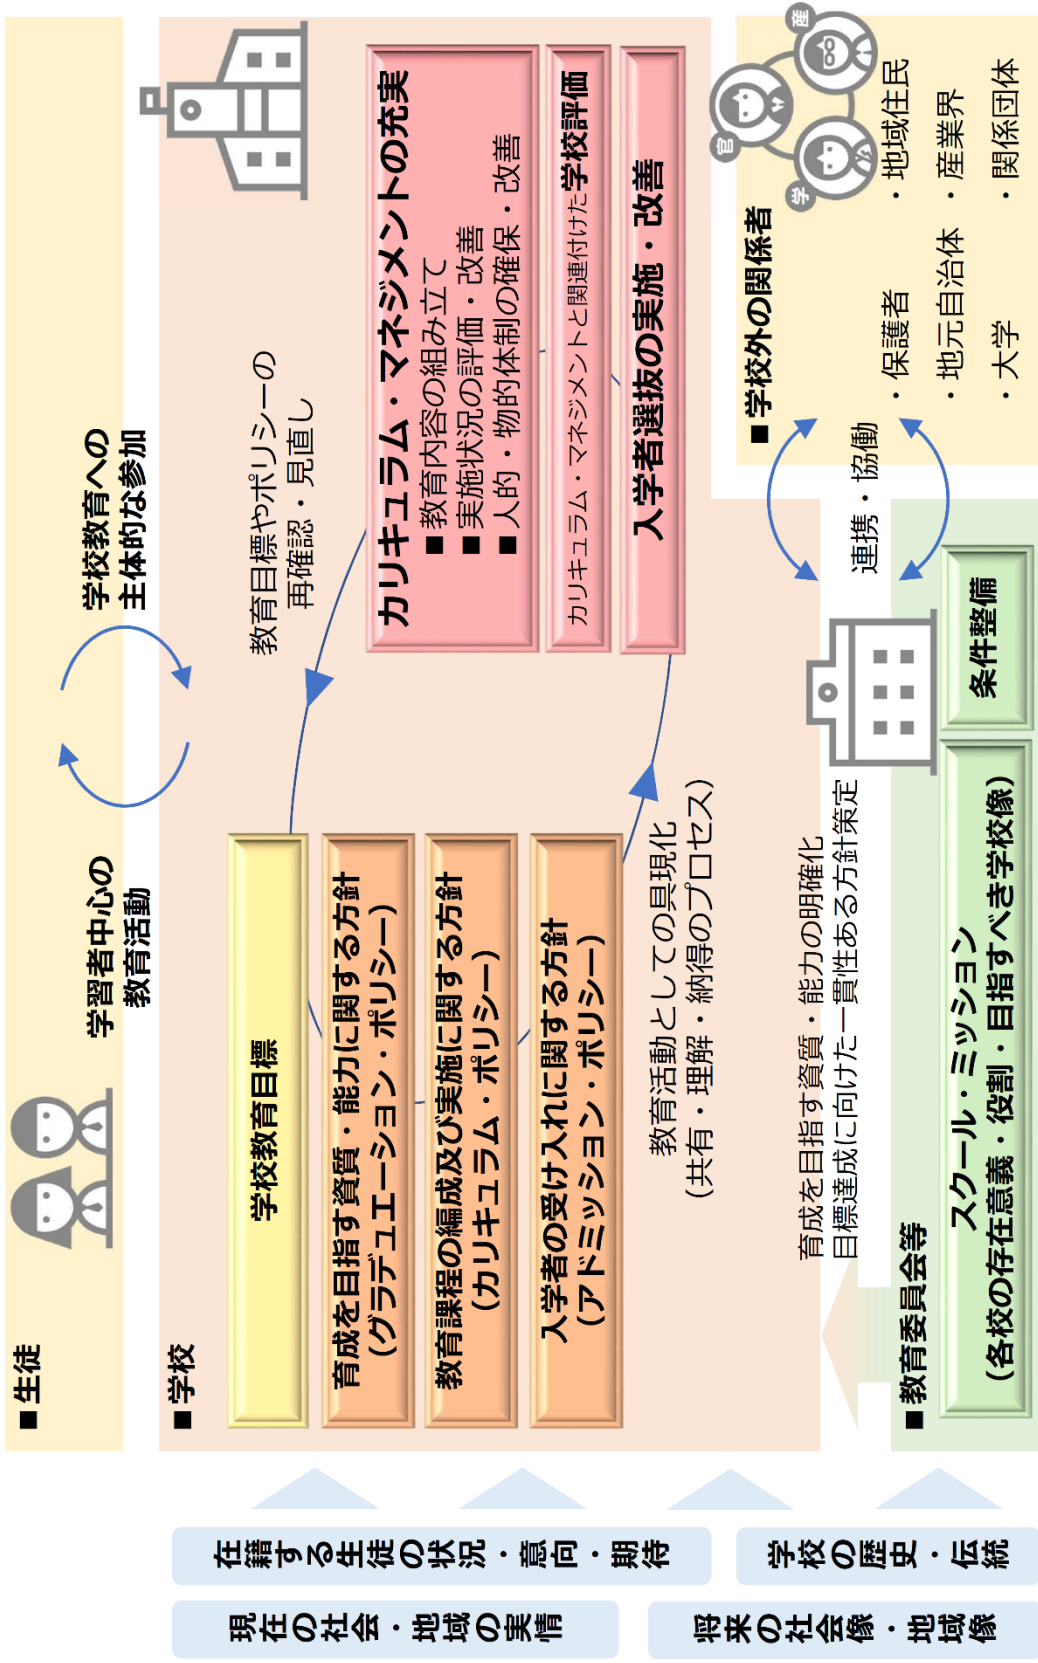 ■生徒
学習者中心の
教育活動
学校教育への
主体的な参加
■学校
学校教育目標
育成を目指す資質・能力に関する方針
（グラデュエーション・ポリシー）
教育課程の編成及び実施に関する方針
（カリキュラム・ポリシー）
入学者の受け入れに関する方針
（アドミッション・ポリシー）
教育目標やポリシーの
再確認・見直し
カリキュラム・マネジメントの充実
■教育内容の組み立て
■実施状況の評価・改善
■人的・物的体制の確保・改善
カリキュラム・マネジメントと関連付けた学校評価
入学者選抜の実施・改善
教育活動としての具現化
（共有・理解・納得のプロセス）
育成を目指す資質・能力の明確化
目標達成に向けた一貫性ある方針策定
■教育委員会等
スクール・ミッション
（各校の存在意義・役割・目指すべき学校像）
条件整備
連携・協働
■学校外の関係者
官
学
産
・保護者 ・地域住民
・地元自治体 ・産業界
・大学 ・関係団体
在籍する生徒の状況・意向・期待
学校の歴史・伝統
現在の社会・地域の実情
将来の社会像・地域像